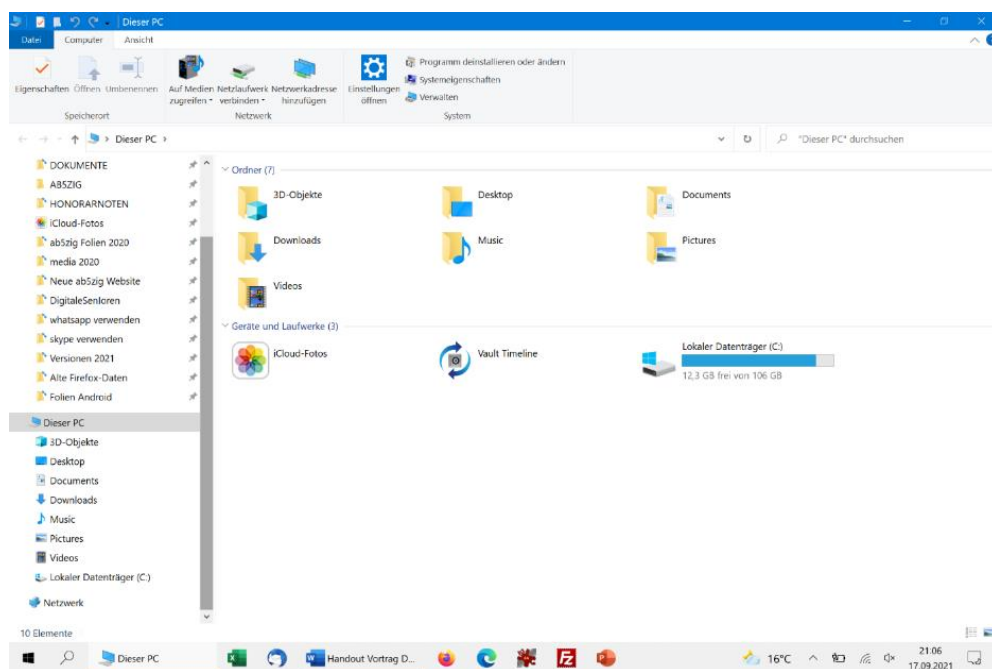 Dieser PC
Datei Computer Ansicht
Eigenschaften Öffnen Umbenennen
Speicherort
Auf Medien zugreifen
Netzlaufwerk verbinden
Netzwerkadresse hinzufügen
Netzwerk
Einstellungen öffnen
Programm deinstallieren oder ändern
Systemeigenschaften
Verwalten
System
Dieser PC
"Dieser PC" durchsuchen
DOKUMENTE
AB5ZIG
HONORARNOTEN
iCloud-Fotos
ab5zig Folien 2020
media 2020
Neue ab5zig Website
DigitaleSenioren
whatsapp verwenden
skype verwenden
Versionen 2021
Alte Firefox-Daten
Folien Android
Dieser PC
3D-Objekte
Desktop
Documents
Downloads
Music
Pictures
Videos
Lokaler Datenträger (C:)
Netzwerk
Ordner (7)
3D-Objekte
Desktop
Documents
Downloads
Music
Pictures
Videos
Geräte und Laufwerke (3)
iCloud-Fotos
Vault Timeline
Lokaler Datenträger (C:)
12,3 GB frei von 106 GB
10 Elemente
Dieser PC
Handout Vortrag D...
16°C
21:06
17.09.2021